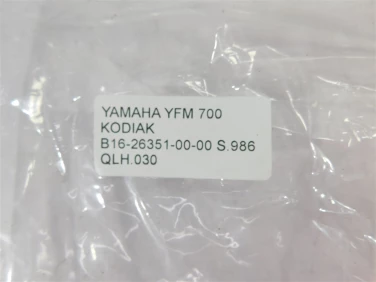 YAMAHA YFM 700
KODIAK
B16-26351-00-00 S.986
QLH.030